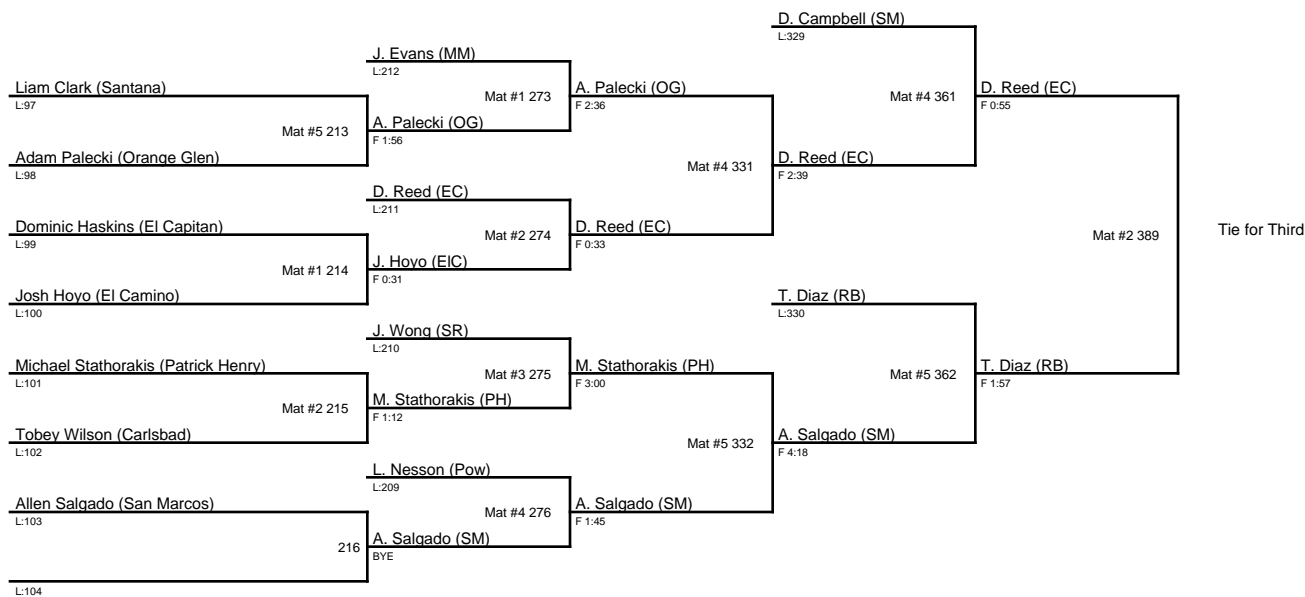 D. Campbell (SM)
L:329
J. Evans (MM)
L:212
Liam Clark (Santana)
L:97
Mat #1 273
A. Palecki (OG)
F 2:36
Mat #4 361
D. Reed (EC)
F 0:55
Mat #5 213
A. Palecki (OG)
F 1:56
Adam Palecki (Orange Glen)
L:98
Mat #4 331
D. Reed (EC)
F 2:39
D. Reed (EC)
L:211
Dominic Haskins (El Capitan)
L:99
Mat #2 274
D. Reed (EC)
F 0:33
Mat #2 389
Tie for Third
Mat #1 214
J. Hoyo (ElC)
F 0:31
Josh Hoyo (El Camino)
L:100
T. Diaz (RB)
L:330
J. Wong (SR)
L:210
Michael Stathorakis (Patrick Henry)
L:101
Mat #3 275
M. Stathorakis (PH)
F 3:00
Mat #5 362
T. Diaz (RB)
F 1:57
Mat #2 215
M. Stathorakis (PH)
F 1:12
Tobey Wilson (Carlsbad)
L:102
Mat #5 332
A. Salgado (SM)
F 4:18
L. Nesson (Pow)
L:209
Allen Salgado (San Marcos)
L:103
Mat #4 276
A. Salgado (SM)
F 1:45
216
A. Salgado (SM)
BYE
L:104